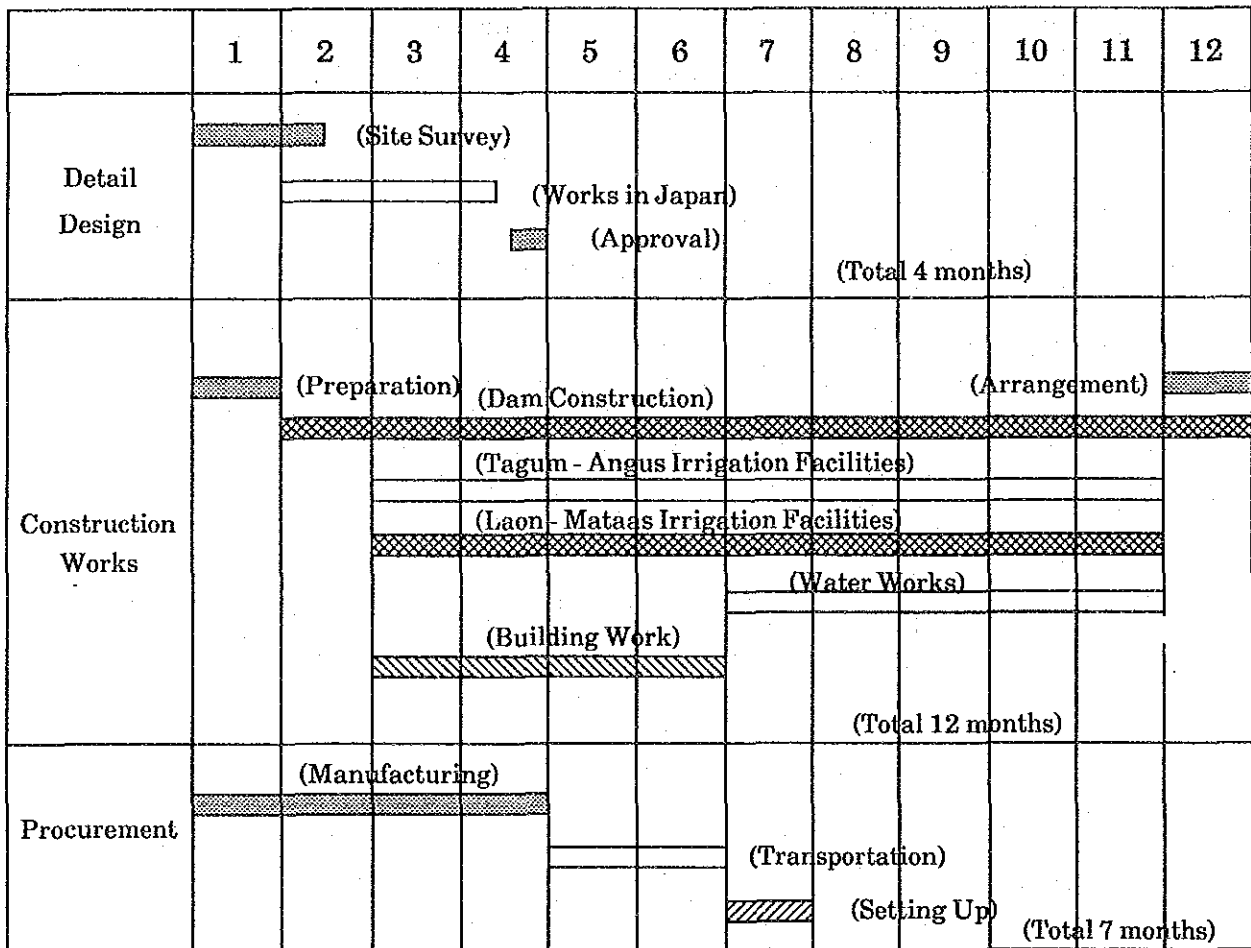 1 2 3 4 5 6 7 8 9 10 11 12
Detail
Design
(Site Survey)
(Works in Japan)
(Approval)
(Total 4 months)
Construction
Works
(Preparation)
(Arrangement)
(Dam Construction)
(Tagum - Angus Irrigation Facilities)
(Laon - Mataas Irrigation Facilities)
(Water Works)
(Building Work)
(Total 12 months)
Procurement
(Manufacturing)
(Transportation)
(Setting Up)
(Total 7 months)